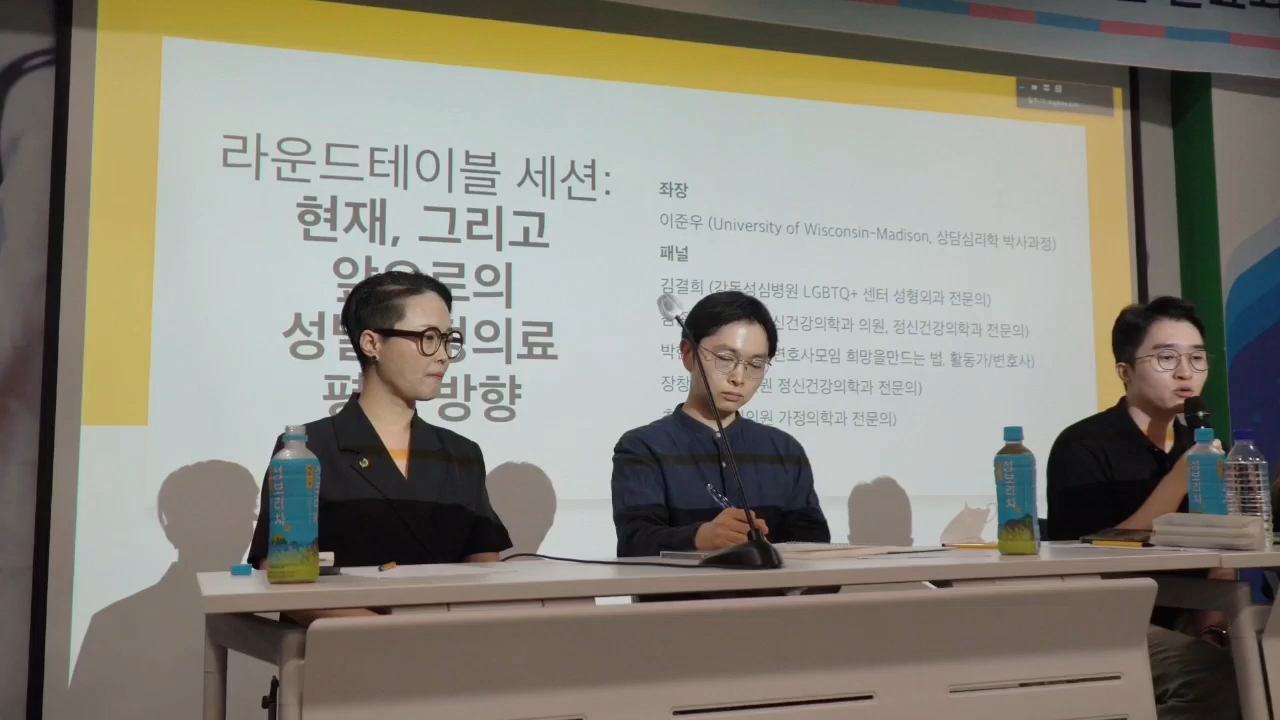 라운드테이블 세션:
현재, 그리고
앞으로의
의료
방향
좌장
이준우 (University of Wisconsin-Madison, 상담심리학 박사과정)
패널
김결희 (강동성심병원 LGBTQ+ 센터 성형외과 전문의)
정신건강의학과 의원, 정신건강의학과 전문의)
변호사모임 희망을만드는 법, 활동가/변호사)
정신건강의학과 전문의)
가정의학과 전문의)